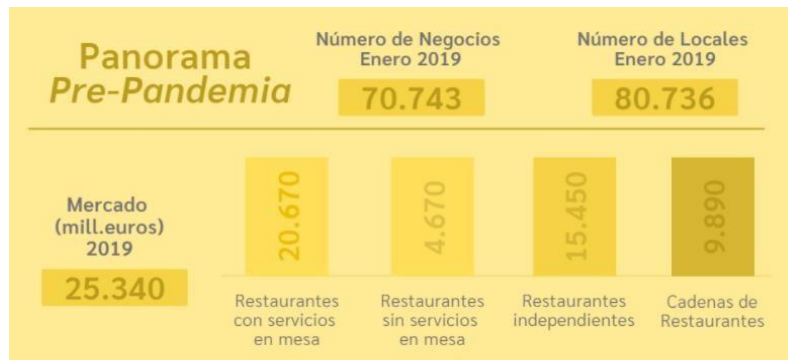 Panorama
Pre-Pandemia
Número de Negocios
Enero 2019
70.743
Número de Locales
Enero 2019
80.736
Mercado
(mill.euros)
2019
25.340
20.670
4.670
15.450
9.890
Restaurantes
con servicios
en mesa
Restaurantes
sin servicios
en mesa
Restaurantes
independientes
Cadenas de
Restaurantes